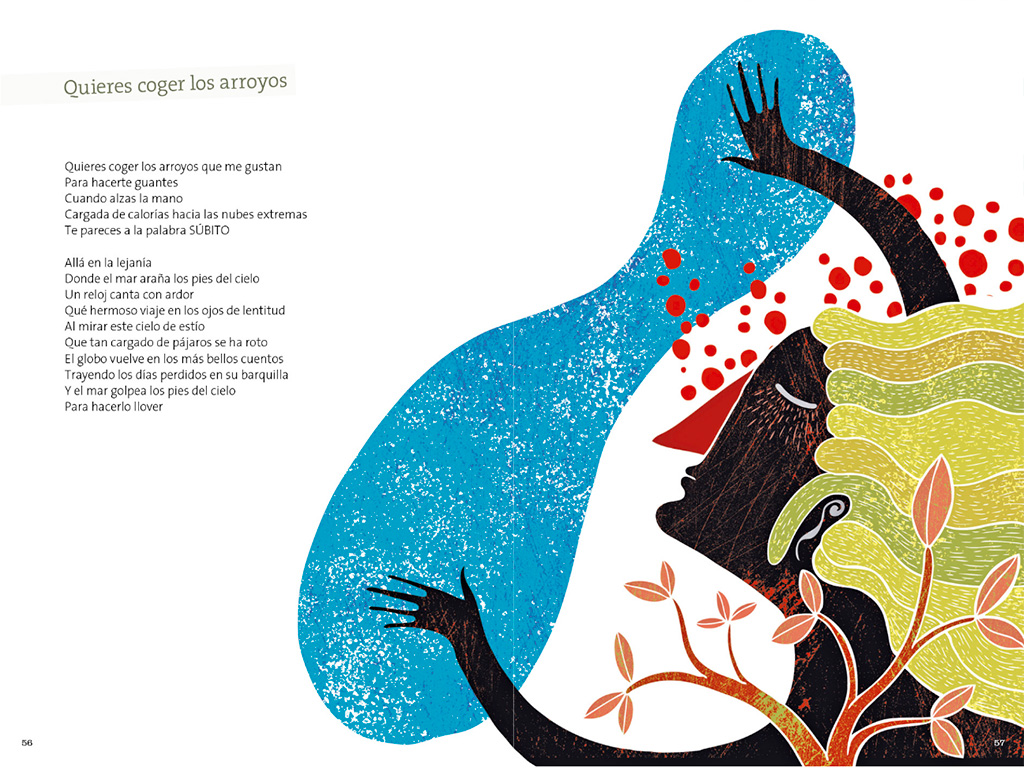 Quieres coger los arroyos
Quieres coger los arroyos que me gustan
Para hacerte guantes
Cuando alzas la mano
Cargada de calorías hacia las nubes extremas
Te pareces a la palabra SÚBITO
Allá en la lejanía
Donde el mar araña los pies del cielo
Un reloj canta con ardor
Qué hermoso viaje en los ojos de lentitud
Al mirar este cielo de estío
Que tan cargado de pájaros se ha roto
El globo vuelve en los más bellos cuentos
Trayendo los días perdidos en su barquilla
Y el mar golpea los pies del cielo
Para hacerlo llover
56
57